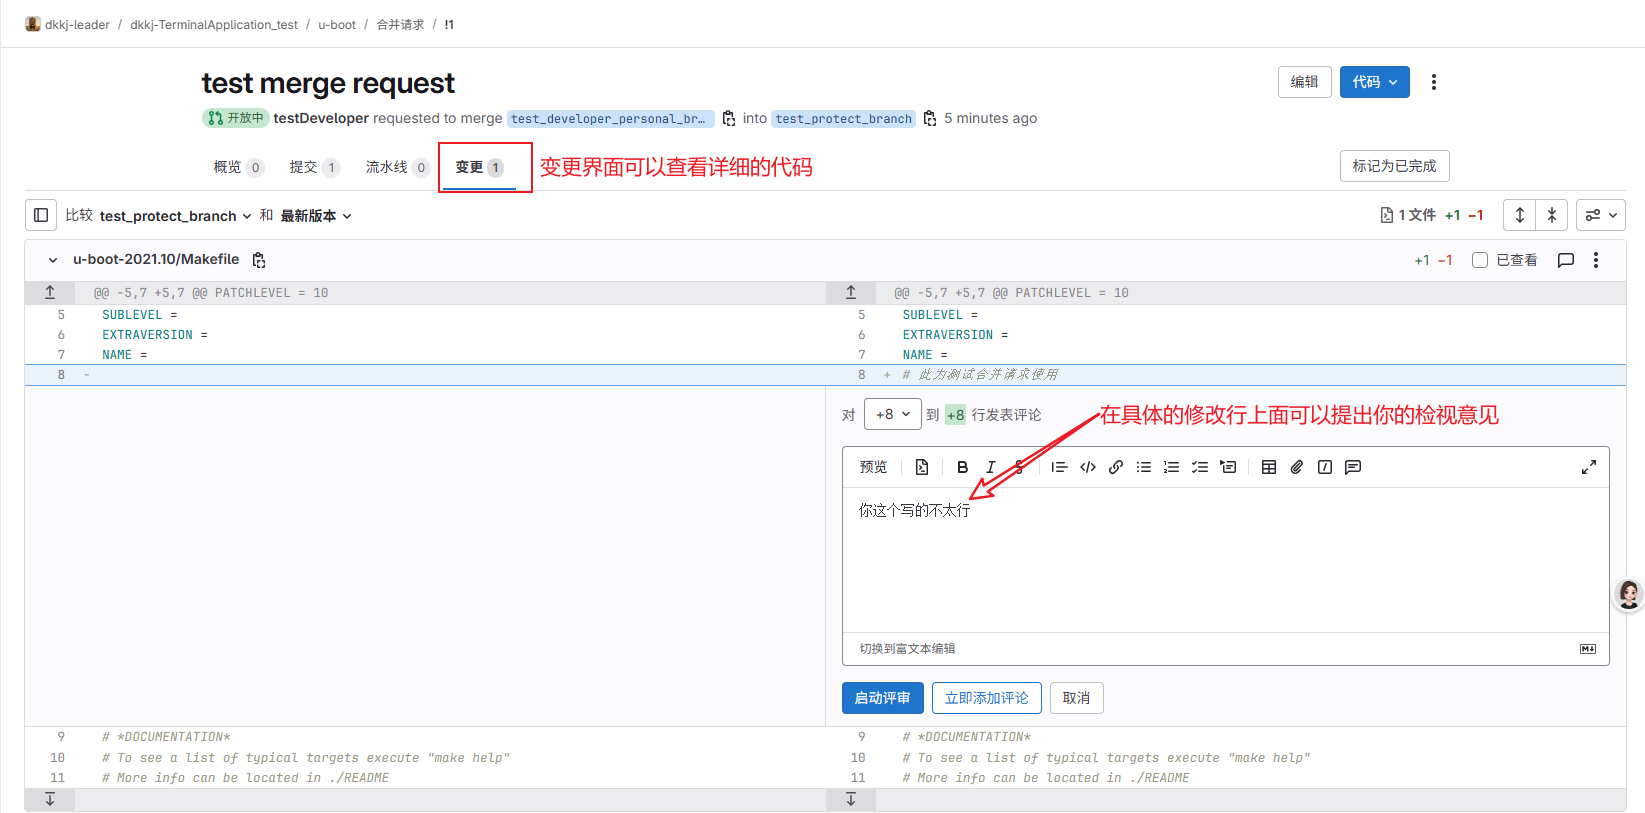 dkkj-leader / dkkj-TerminalApplication_test / u-boot / 合并请求 / !1
test merge request
编辑 代码
开放中 testDeveloper requested to merge test_developer_personal_br... into test_protect_branch 5 minutes ago
概览 0 提交 1 流水线 0 变更 1 变更界面可以查看详细的代码 标记为已完成
比较 test_protect_branch 和 最新版本 1 文件 +1 −1
u-boot-2021.10/Makefile +1 −1 已查看
@@ -5,7 +5,7 @@ PATCHLEVEL = 10 @@ -5,7 +5,7 @@ PATCHLEVEL = 10
5 SUBLEVEL = 5 SUBLEVEL =
6 EXTRAVERSION = 6 EXTRAVERSION =
7 NAME = 7 NAME =
8 - 8 + # 此为测试合并请求使用
对 +8 到 +8 行发表评论 在具体的修改行上面可以提出你的检视意见
预览 B I S
你这个写的不太行
切换到富文本编辑 M
启动评审 立即添加评论 取消
9 # *DOCUMENTATION* 9 # *DOCUMENTATION*
10 # To see a list of typical targets execute "make help" 10 # To see a list of typical targets execute "make help"
11 # More info can be located in ./README 11 # More info can be located in ./README